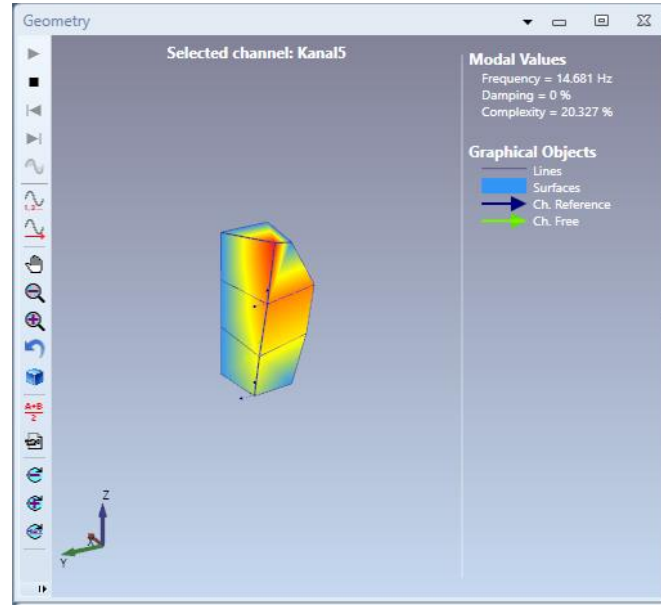 Geometry
Selected channel: Kanal5
Modal Values
Frequency = 14.681 Hz
Damping = 0 %
Complexity = 20.327 %
Graphical Objects
Lines
Surfaces
Ch. Reference
Ch. Free
A+B
2
Z
Y